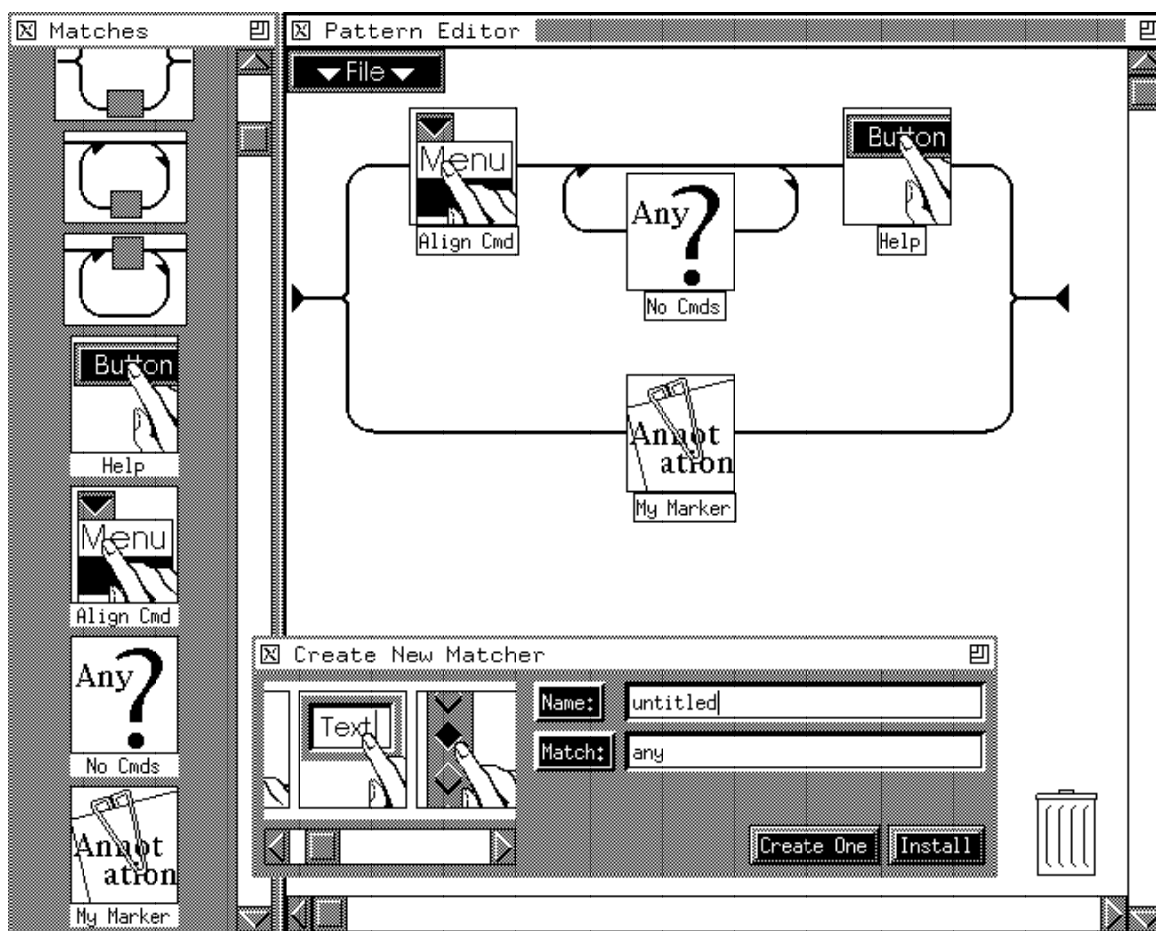 Matches
Button
Help
Menu
Align Cmd
Any?
No Cmds
Annot
ation
My Marker
Pattern Editor
File
Menu
Align Cmd
Any?
No Cmds
Button
Help
Annot
ation
My Marker
Create New Matcher
Text
Name:
untitled
Match:
any
Create One
Install